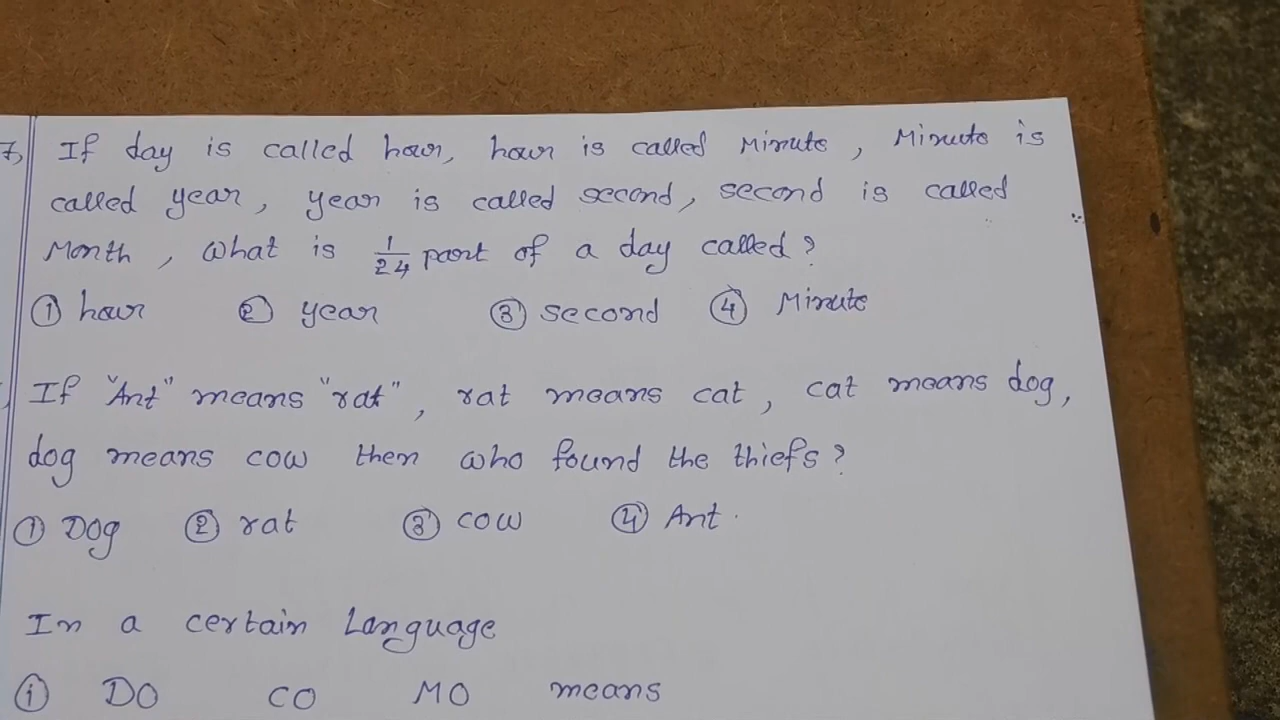 7, If day is called hour, hour is called Minute, Minute is
called year, year is called second, second is called
Month, what is 1/24 part of a day called?
① hour ② year ③ second ④ Minute
If "Ant" means "rat", rat means cat, cat means dog,
dog means cow then who found the thiefs?
① Dog ② rat ③ cow ④ Ant.
In a certain Language
ⓘ DO CO MO means